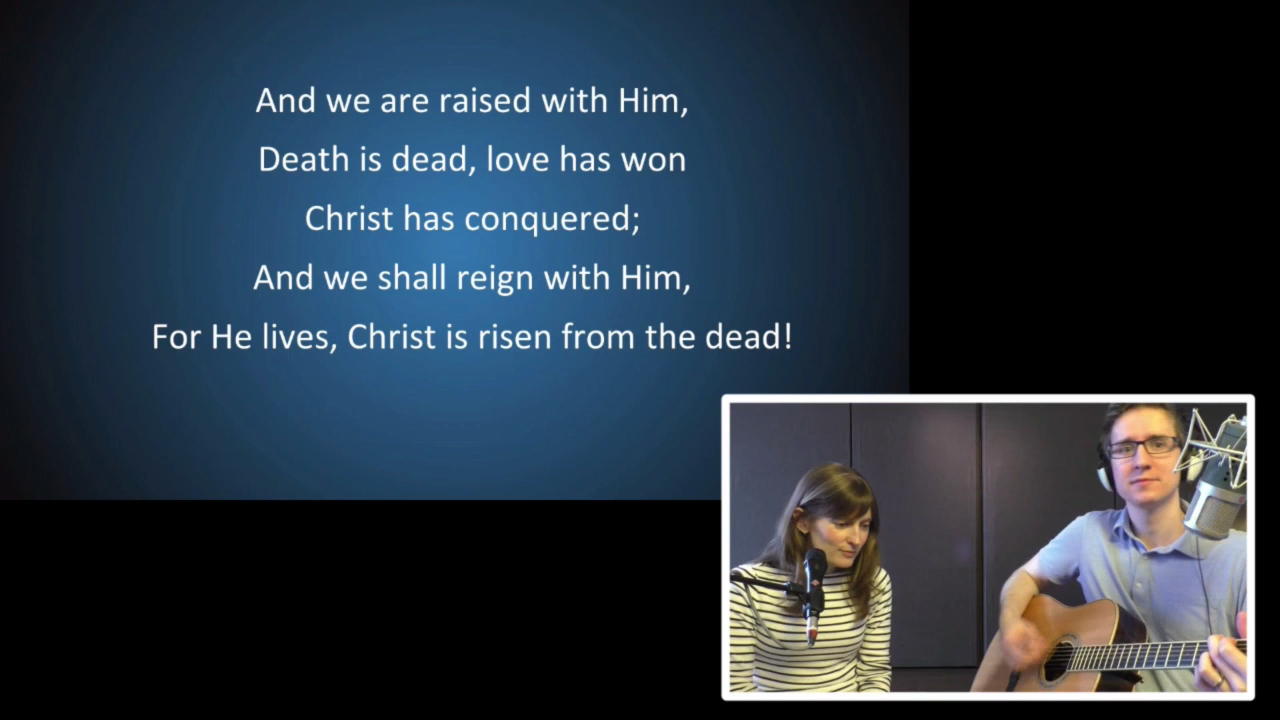 And we are raised with Him,
Death is dead, love has won
Christ has conquered;
And we shall reign with Him,
For He lives, Christ is risen from the dead!